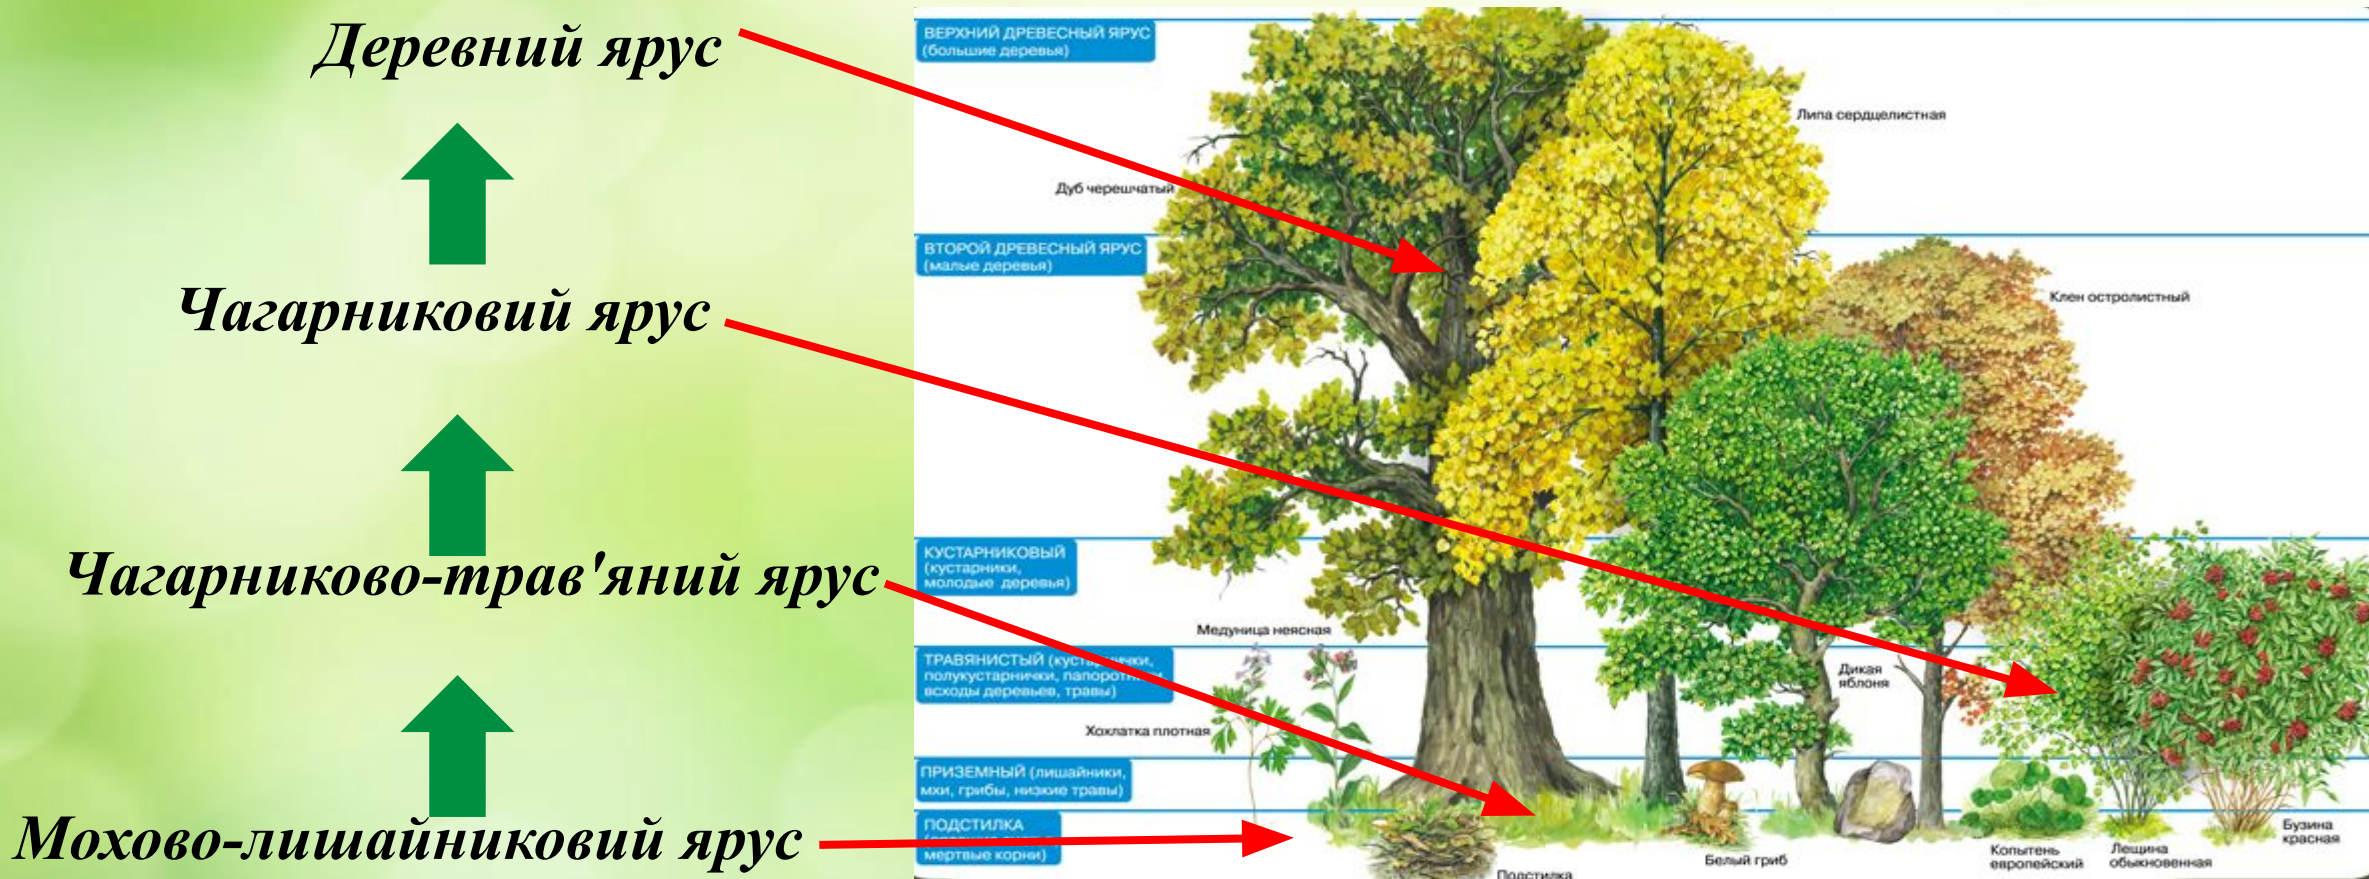 Деревний ярус
Чагарниковий ярус
Чагарниково-трав'яний ярус
Мохово-лишайниковий ярус
ВЕРХНИЙ ДРЕВЕСНЫЙ ЯРУС
(большие деревья)
Липа сердцелистная
Дуб черешчатый
ВТОРОЙ ДРЕВЕСНЫЙ ЯРУС
(малые деревья)
Клен остролистный
КУСТАРНИКОВЫЙ
(кустарники,
молодые деревья)
Медуница неясная
ТРАВЯНИСТЫЙ (кустарнички,
полукустарнички, папоротники,
всходы деревьев, травы)
Дикая
яблоня
Хохлатка плотная
ПРИЗЕМНЫЙ (лишайники,
мхи, грибы, низкие травы)
ПОДСТИЛКА
мертвые корни)
Подстилка
Белый гриб
Копытень
европейский
Лещина
обыкновенная
Бузина
красная